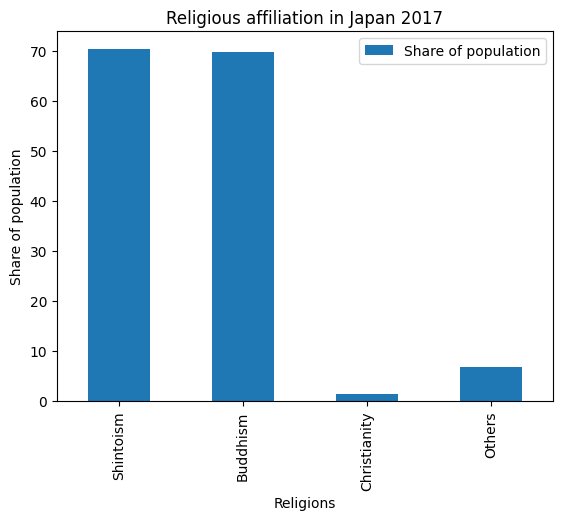 Religious affiliation in Japan 2017
Share of population
Share of population
70
60
50
40
30
20
10
0
Shintoism
Buddhism
Christianity
Others
Religions